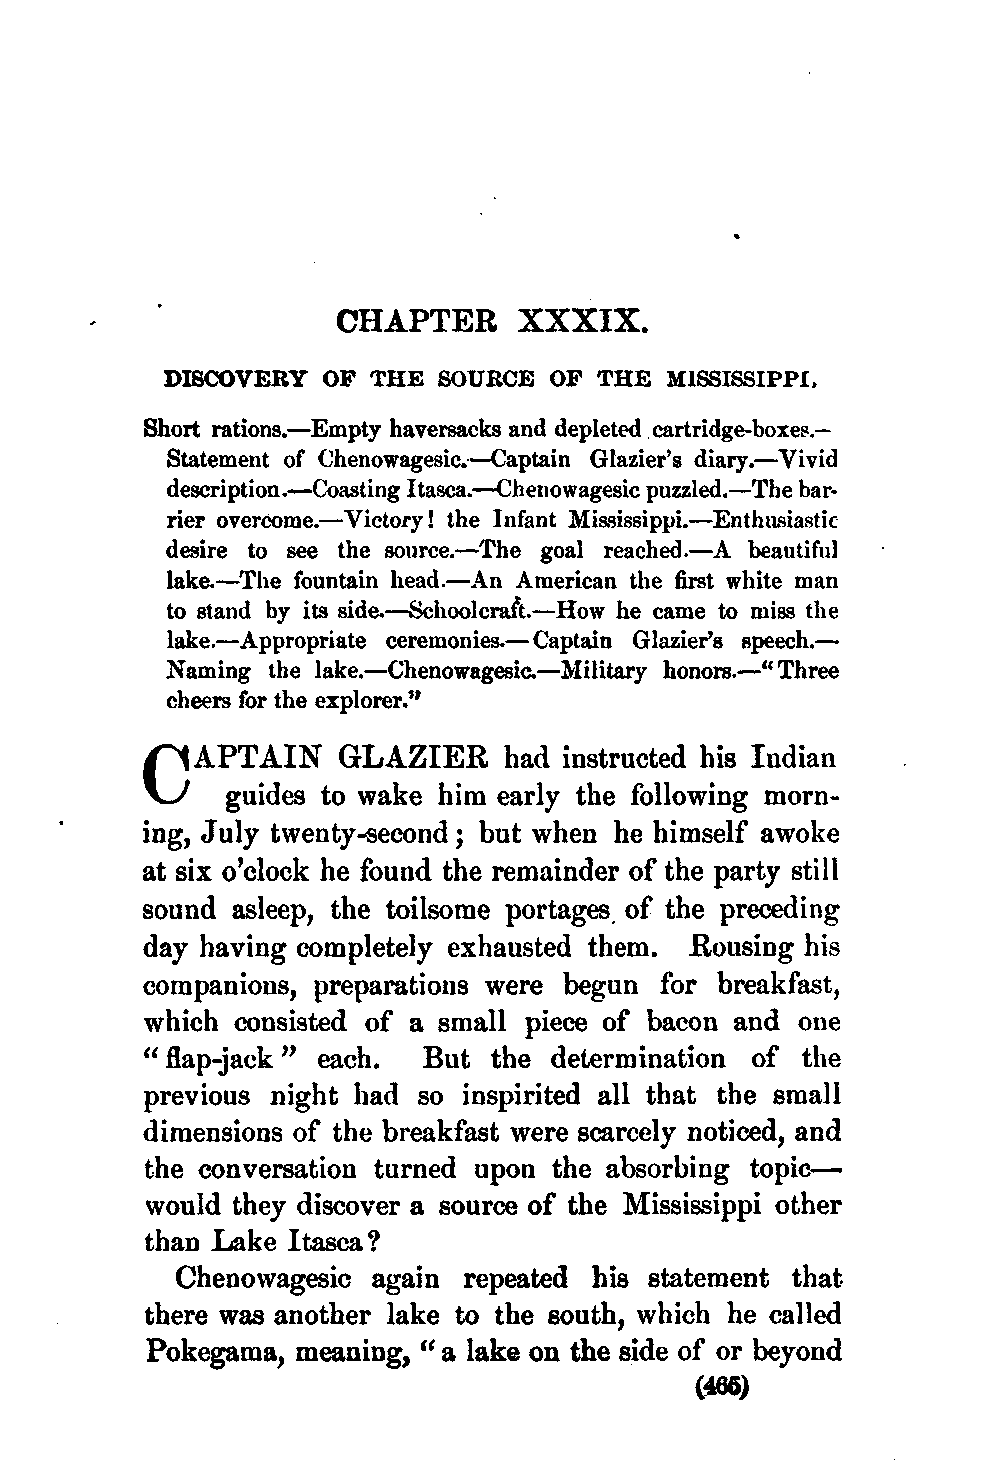 CHAPTER XXXIX.
DISCOVERY OF THE SOURCE OF THE MISSISSIPPI.
Short rations.—Empty haversacks and depleted cartridge-boxes.—
Statement of Chenowagesic.—Captain Glazier's diary.—Vivid
description.—Coasting Itasca.—Chenowagesic puzzled.—The bar-
rier overcome.—Victory! the Infant Mississippi.—Enthusiastic
desire to see the source.—The goal reached.—A beautiful
lake.—The fountain head.—An American the first white man
to stand by its side.—Schoolcraft.—How he came to miss the
lake.—Appropriate ceremonies.—Captain Glazier's speech.—
Naming the lake.—Chenowagesic.—Military honors.—"Three
cheers for the explorer."
CAPTAIN GLAZIER had instructed his Indian
guides to wake him early the following morn-
ing, July twenty-second; but when he himself awoke
at six o'clock he found the remainder of the party still
sound asleep, the toilsome portages of the preceding
day having completely exhausted them. Rousing his
companions, preparations were begun for breakfast,
which consisted of a small piece of bacon and one
"flap-jack" each. But the determination of the
previous night had so inspirited all that the small
dimensions of the breakfast were scarcely noticed, and
the conversation turned upon the absorbing topic—
would they discover a source of the Mississippi other
than Lake Itasca?
Chenowagesic again repeated his statement that
there was another lake to the south, which he called
Pokegama, meaning, "a lake on the side of or beyond
(465)